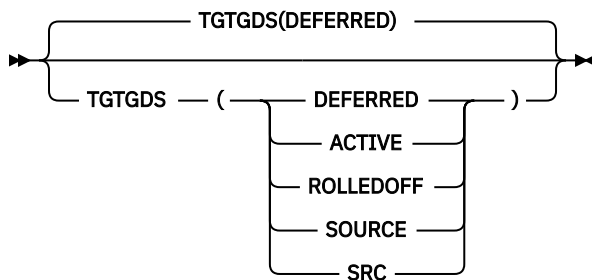 TGTGDS(DEFERRED)
TGTGDS ( DEFERRED )
ACTIVE
ROLLEDOFF
SOURCE
SRC